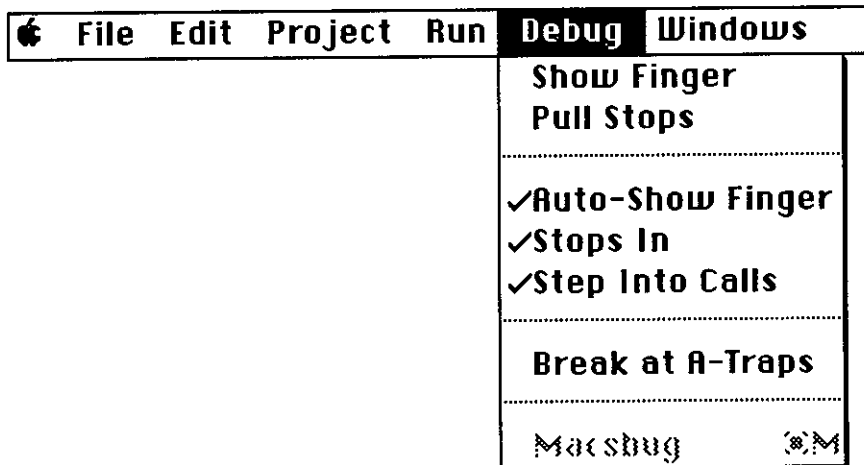 File Edit Project Run Debug Windows
Show Finger
Pull Stops
✓Auto-Show Finger
✓Stops In
✓Step Into Calls
Break at A-Traps
Macsbug ⌘M